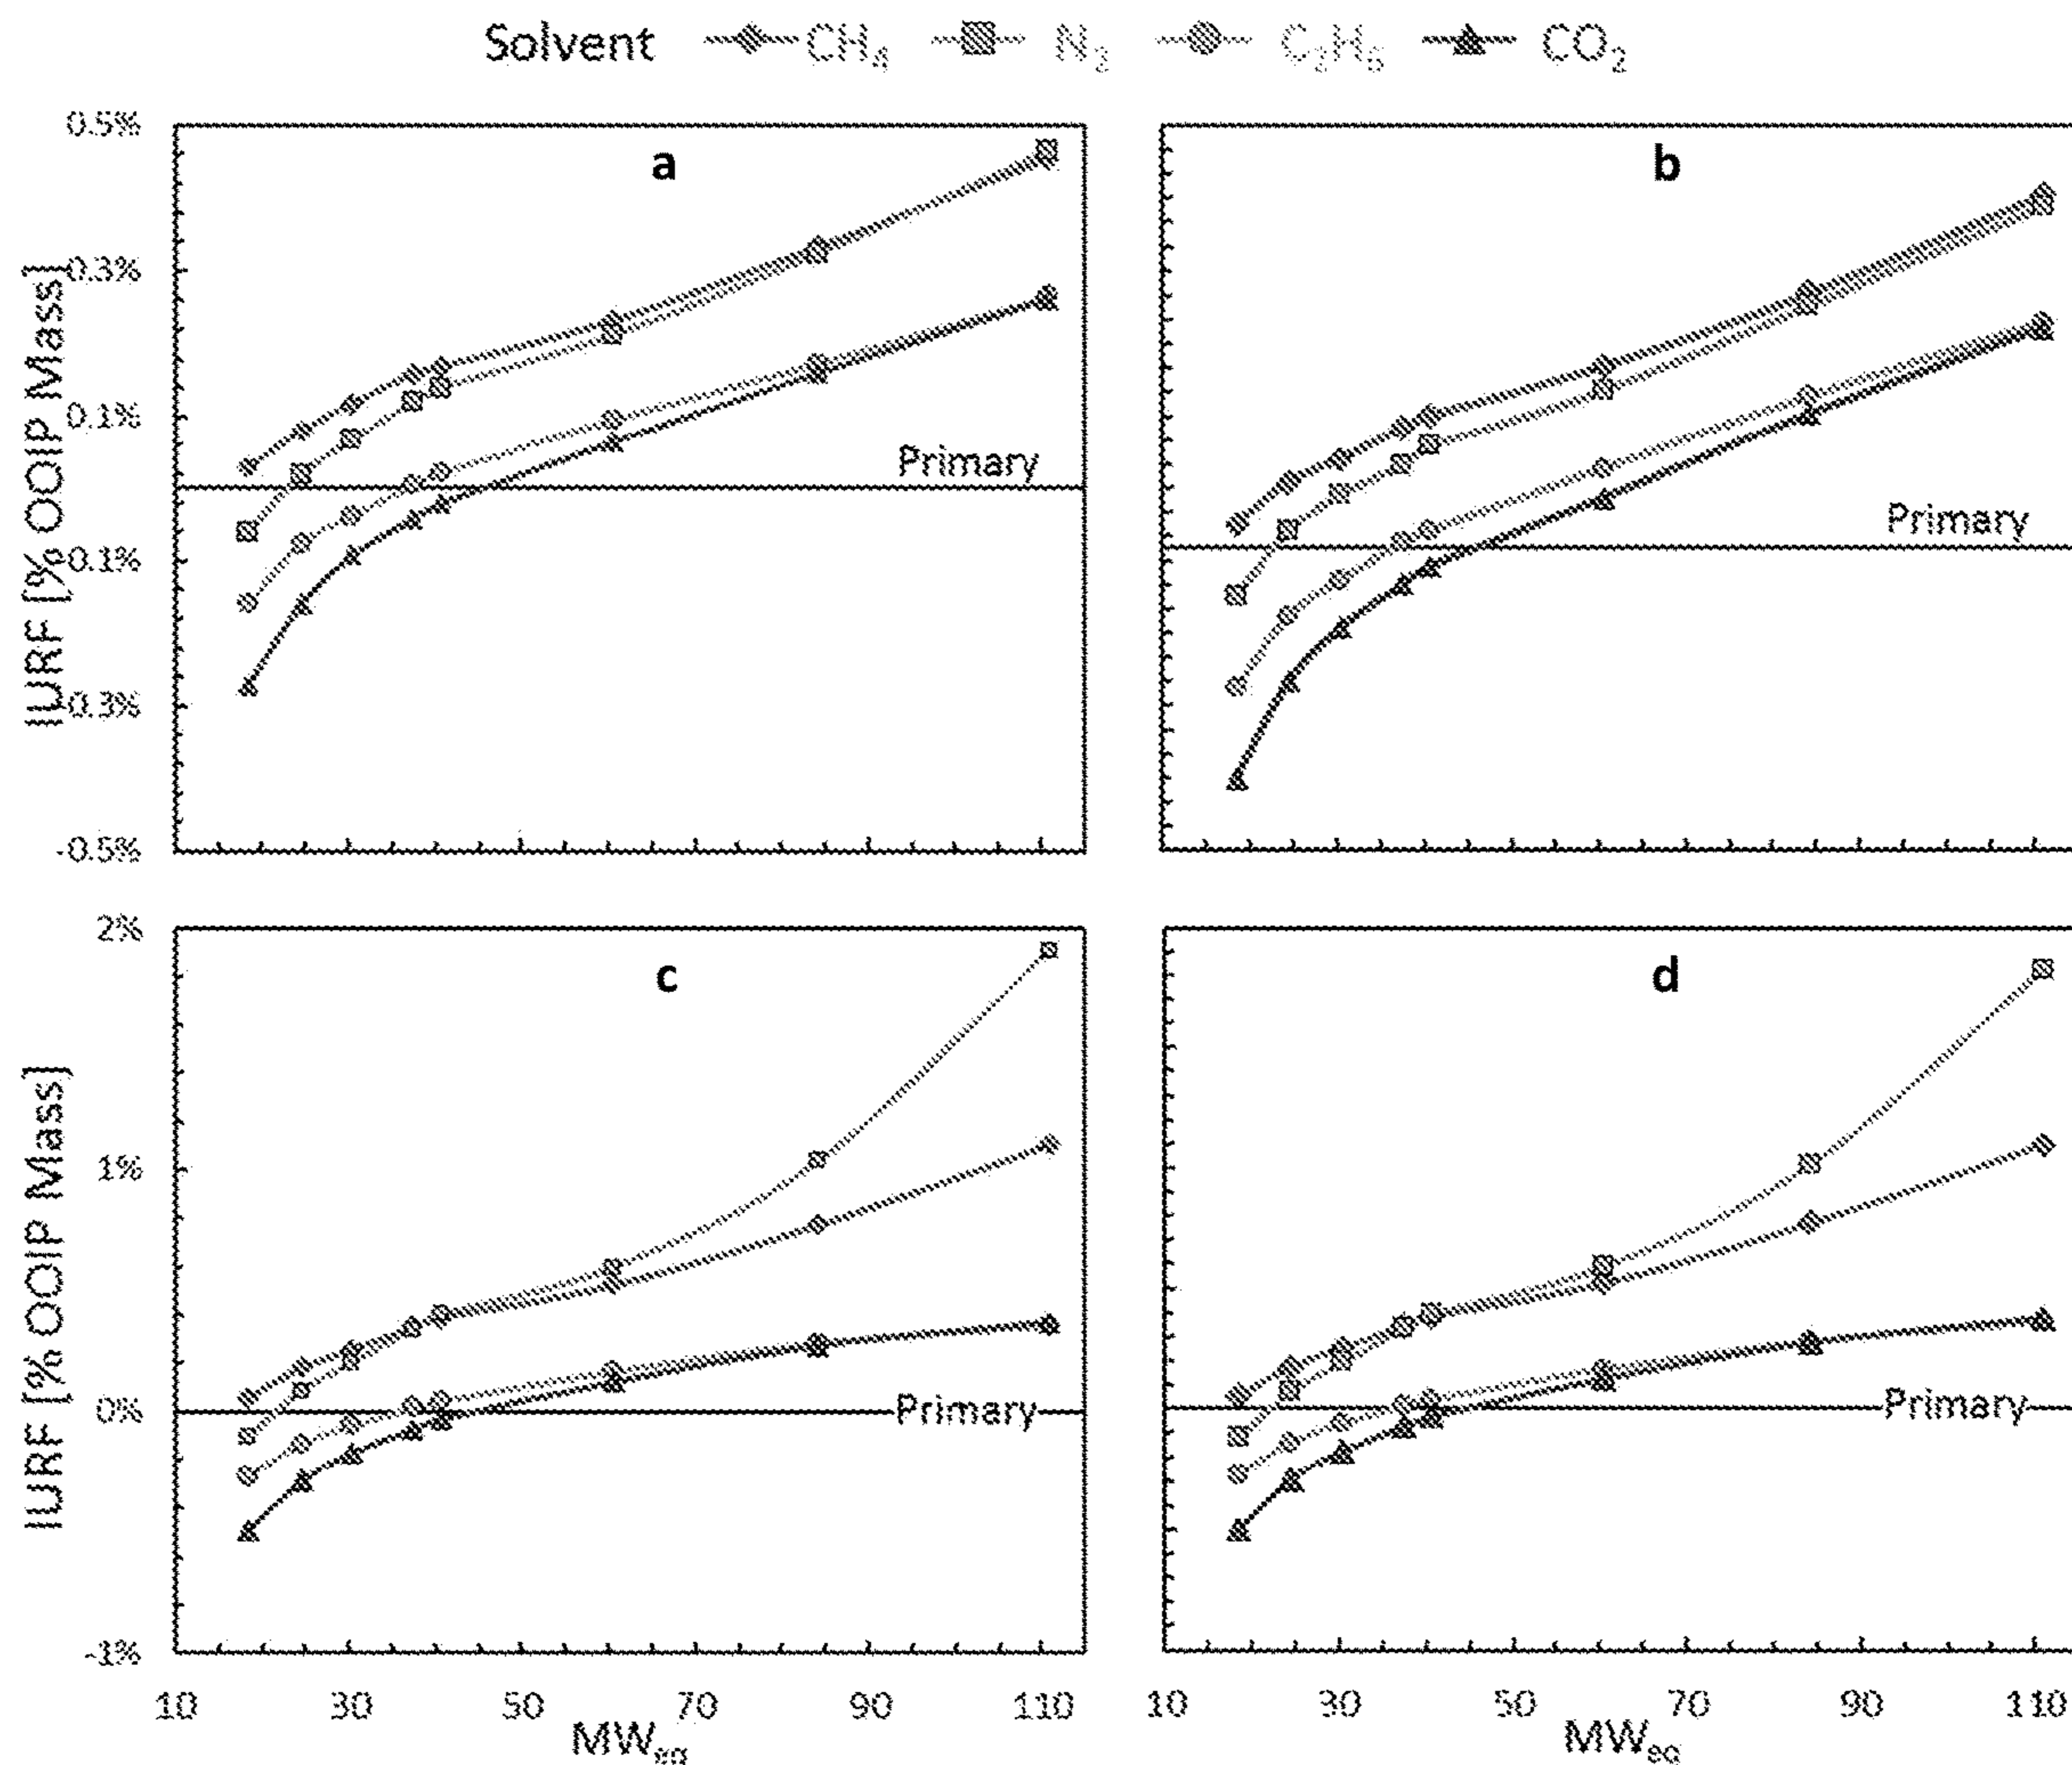 Solvent CH₄ N₂ C₂H₆ CO₂
0.5%
0.3%
0.1%
-0.1%
-0.3%
-0.5%
IURF [% OOIP Mass]
a
Primary
b
Primary
2%
1%
0%
-1%
IURF [% OOIP Mass]
c
Primary
d
Primary
10 30 50 70 90 110
MWeq
10 30 50 70 90 110
MWeq